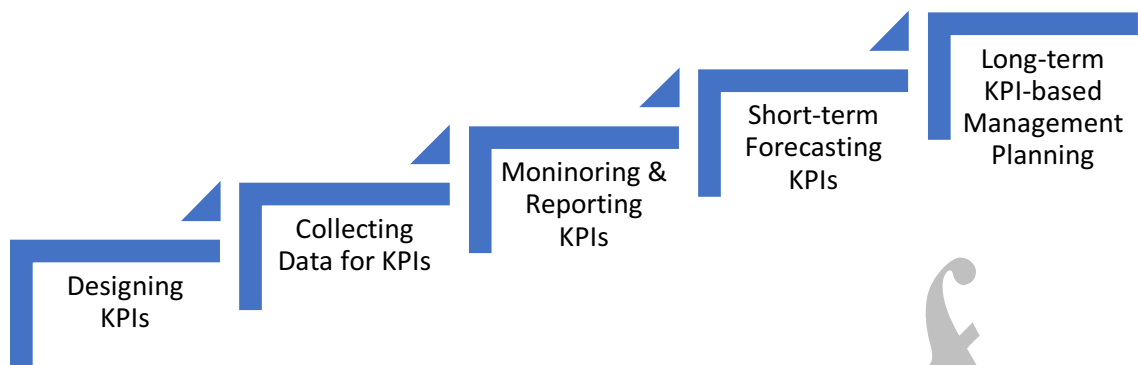 Designing
KPIs
Collecting
Data for KPIs
Moninoring &
Reporting
KPIs
Short-term
Forecasting
KPIs
Long-term
KPI-based
Management
Planning